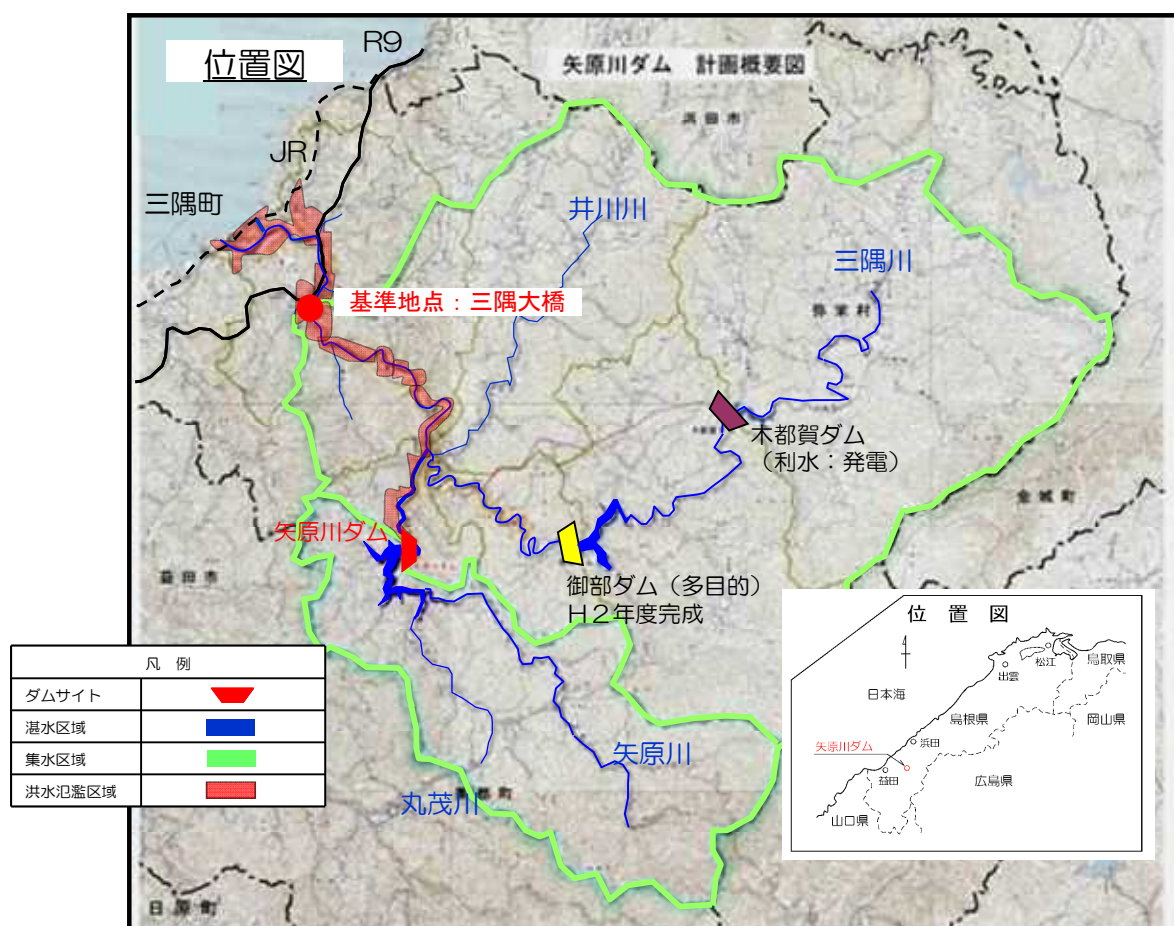 位置図
R9
矢原川ダム 計画概要図
浜田市
JR
三隅町
井川川
三隅川
基準地点：三隅大橋
弥栄村
木都賀ダム
（利水：発電）
金城町
矢原川ダム
益田市
御部ダム（多目的）
Ｈ２年度完成
凡 例
ダムサイト
湛水区域
集水区域
洪水氾濫区域
矢原川
丸茂川
日原町
位 置 図
日本海
松江
出雲
鳥取県
島根県
岡山県
浜田
矢原川ダム
益田
広島県
山口県